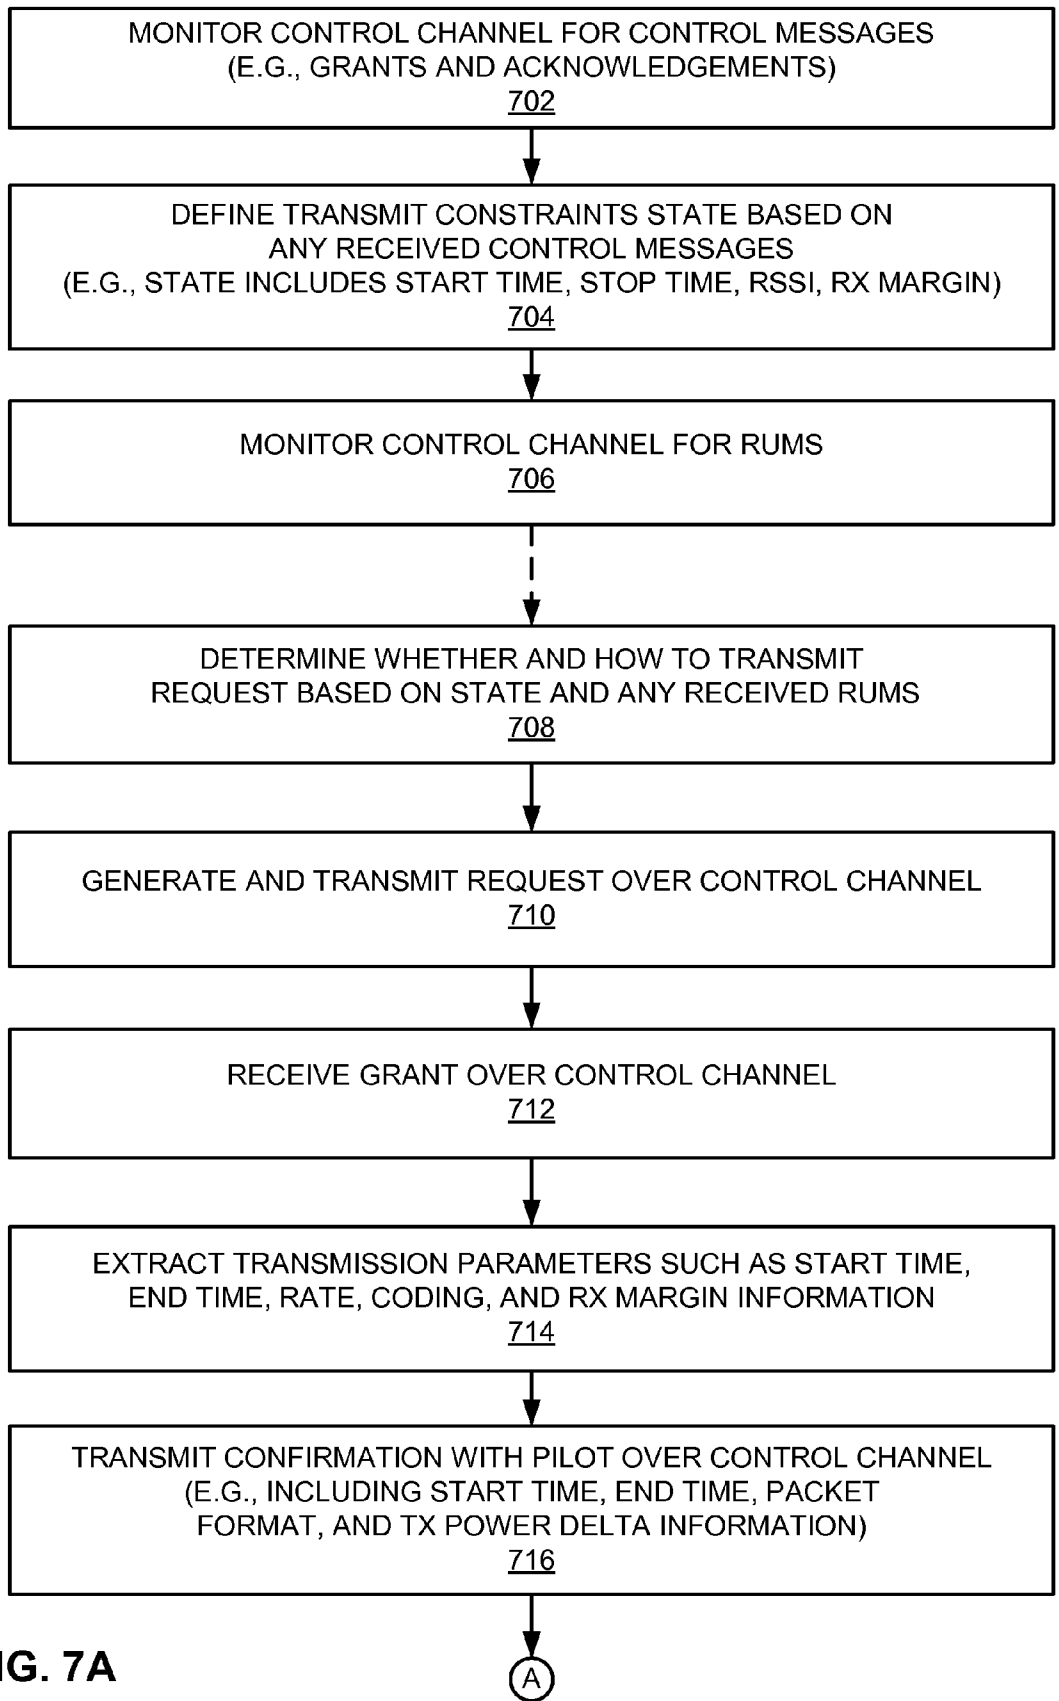 MONITOR CONTROL CHANNEL FOR CONTROL MESSAGES
(E.G., GRANTS AND ACKNOWLEDGEMENTS)
702
DEFINE TRANSMIT CONSTRAINTS STATE BASED ON
ANY RECEIVED CONTROL MESSAGES
(E.G., STATE INCLUDES START TIME, STOP TIME, RSSI, RX MARGIN)
704
MONITOR CONTROL CHANNEL FOR RUMS
706
DETERMINE WHETHER AND HOW TO TRANSMIT
REQUEST BASED ON STATE AND ANY RECEIVED RUMS
708
GENERATE AND TRANSMIT REQUEST OVER CONTROL CHANNEL
710
RECEIVE GRANT OVER CONTROL CHANNEL
712
EXTRACT TRANSMISSION PARAMETERS SUCH AS START TIME,
END TIME, RATE, CODING, AND RX MARGIN INFORMATION
714
TRANSMIT CONFIRMATION WITH PILOT OVER CONTROL CHANNEL
(E.G., INCLUDING START TIME, END TIME, PACKET
FORMAT, AND TX POWER DELTA INFORMATION)
716
IG. 7A
A